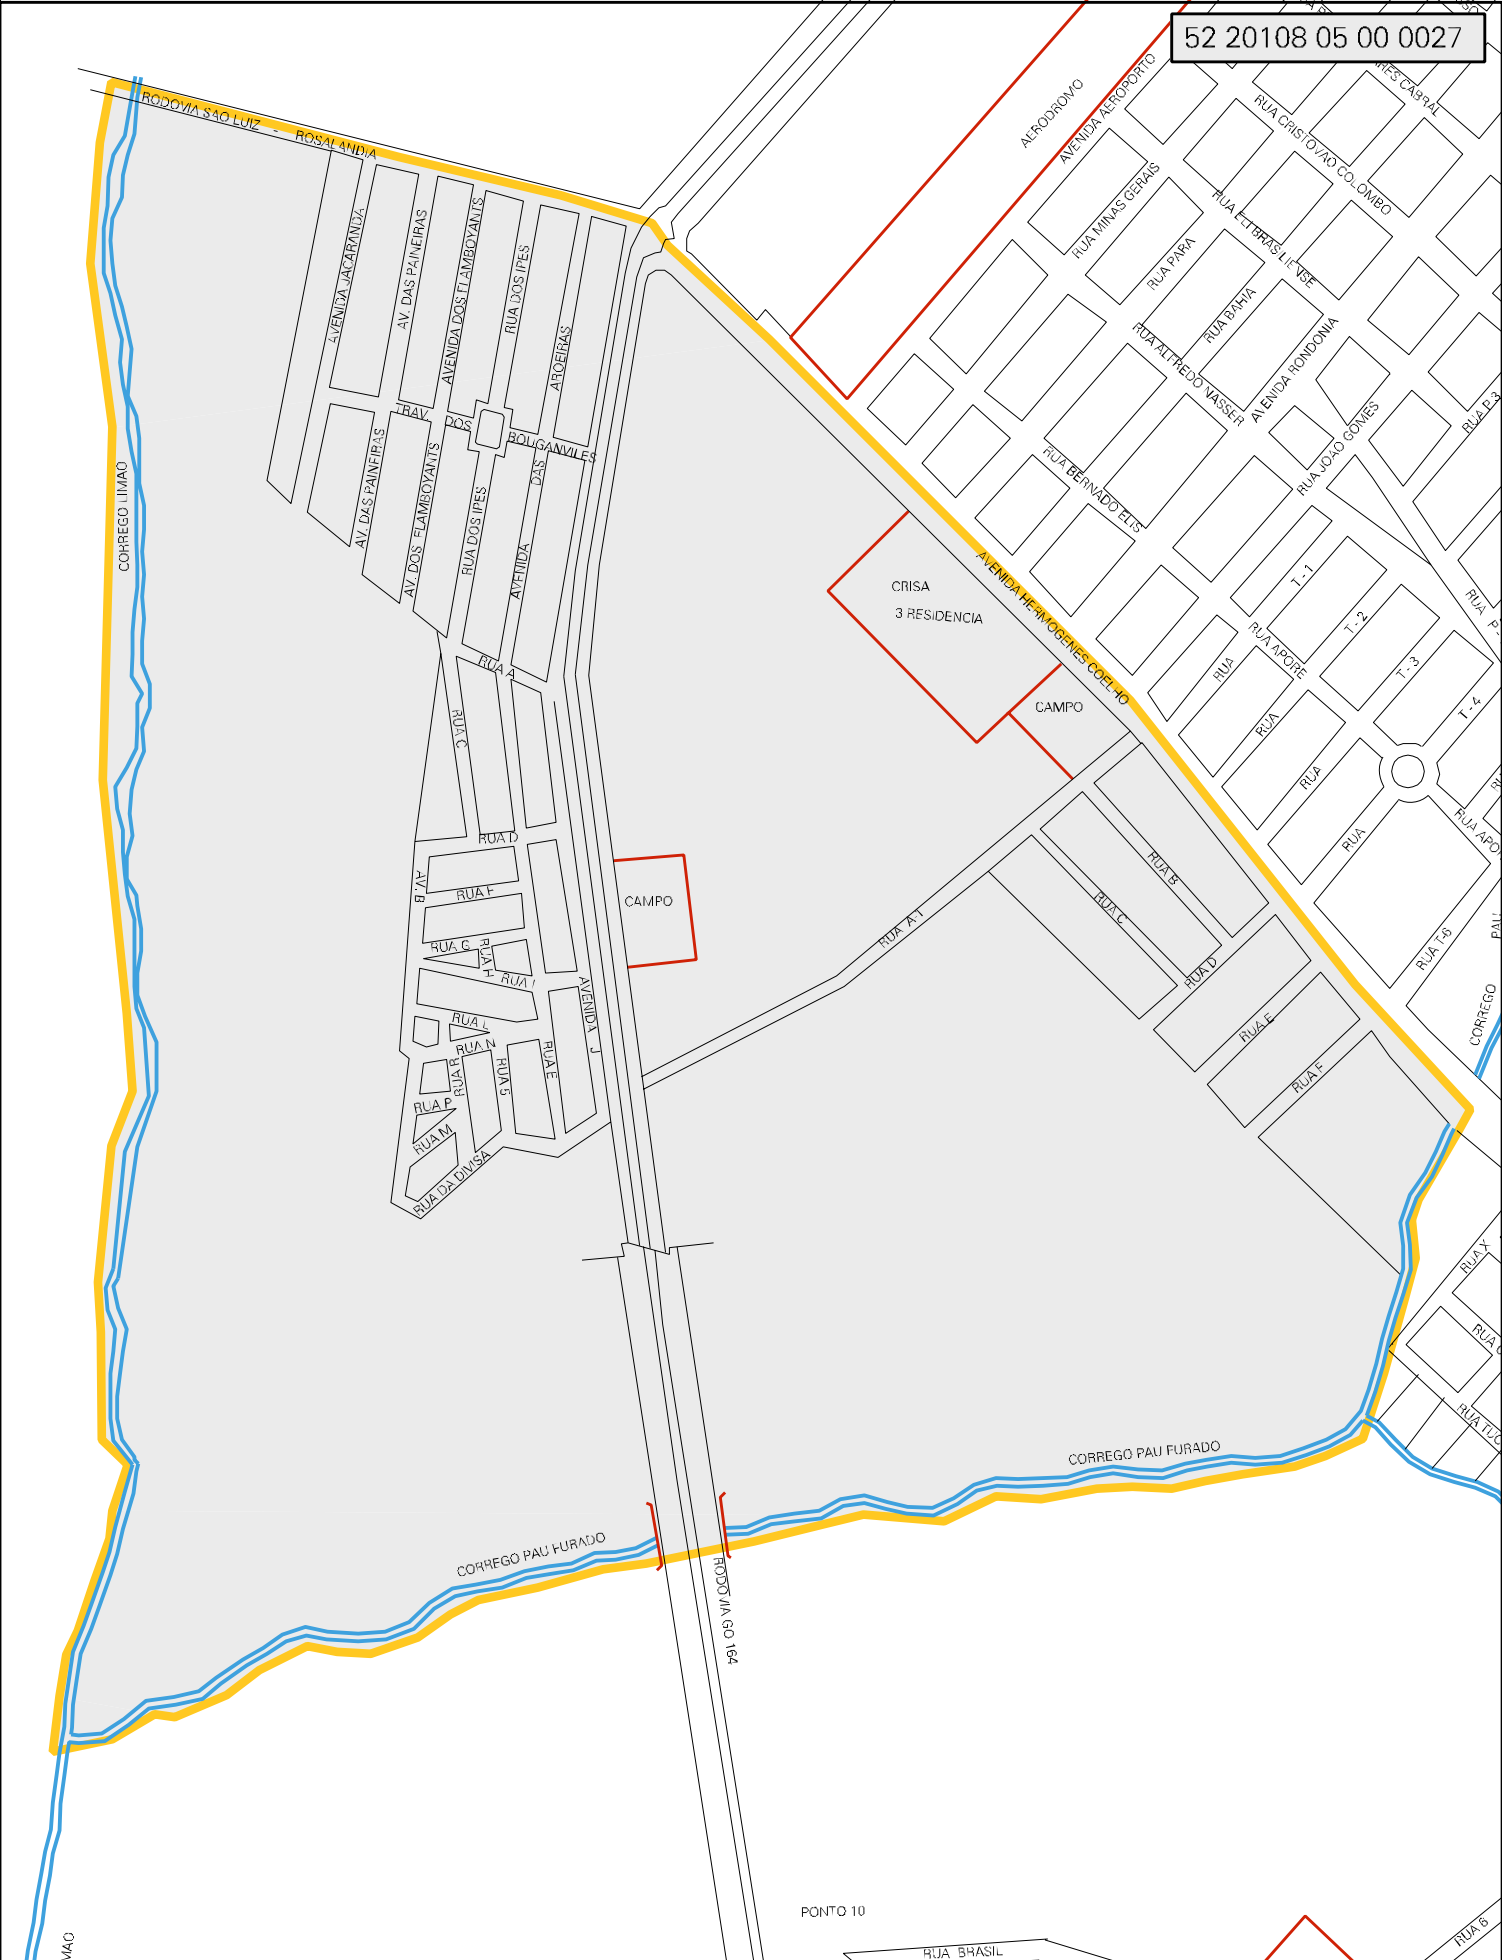 52 20108 05 00 0027
RODOVIA SAO LUIZ - ROSALANDIA
AERODROMO
AVENIDA AEROPORTO
RUA CRISTOVAO COLOMBO
RUA MINAS GERAIS
RUA ELI BRASILIENSE
RUA PARA
RUA BAHIA
RUA ALFREDO NASSER
AVENIDA RONDONIA
RUA JOAO GOMES
RUA P-3
RUA BERNADO ELIS
AVENIDA JACARANDA
AV. DAS PAINEIRAS
AVENIDA DOS FLAMBOYANTS
RUA DOS IPES
AROEIRAS
TRAV. DOS BOUGANVILES
AV. DAS PAINEIRAS
AV. DOS FLAMBOYANTS
RUA DOS IPES
AVENIDA DAS
CORREGO LIMAO
CRISA
3 RESIDENCIA
AVENIDA HERMOGENES COELHO
CAMPO
T-1
T-2
T-3
T-4
RUA APORE
RUA
RUA
RUA
RUA
RUA T-6
RUA A
RUA C
RUA D
AV. B
RUA F
RUA G
RUA H
RUA I
RUA L
RUA N
RUA R
RUA 5
RUA E
AVENIDA J
RUA P
RUA M
RUA DA DIVISA
CAMPO
RUA A-1
RUA B
RUA C
RUA D
RUA E
RUA F
CORREGO
PAU
RUA X
CORREGO PAU FURADO
CORREGO PAU FURADO
RODOVIA GO 164
PONTO 10
RUA BRASIL
RUA 6